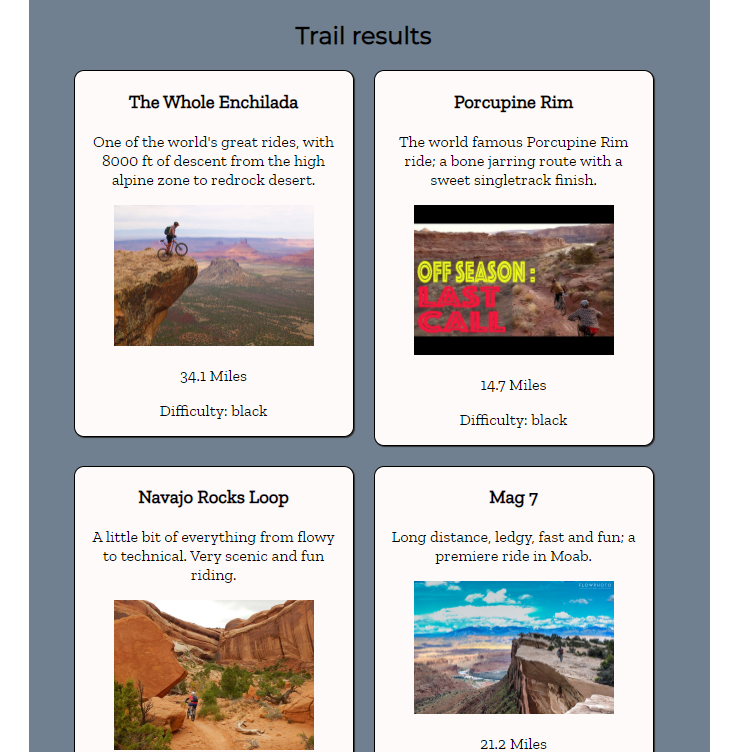 Trail results
The Whole Enchilada
One of the world's great rides, with
8000 ft of descent from the high
alpine zone to redrock desert.
34.1 Miles
Difficulty: black
Porcupine Rim
The world famous Porcupine Rim
ride; a bone jarring route with a
sweet singletrack finish.
OFF SEASON :
LAST
CALL
14.7 Miles
Difficulty: black
Navajo Rocks Loop
A little bit of everything from flowy
to technical. Very scenic and fun
riding.
Mag 7
Long distance, ledgy, fast and fun; a
premiere ride in Moab.
FLOWPHOTO
21.2 Miles